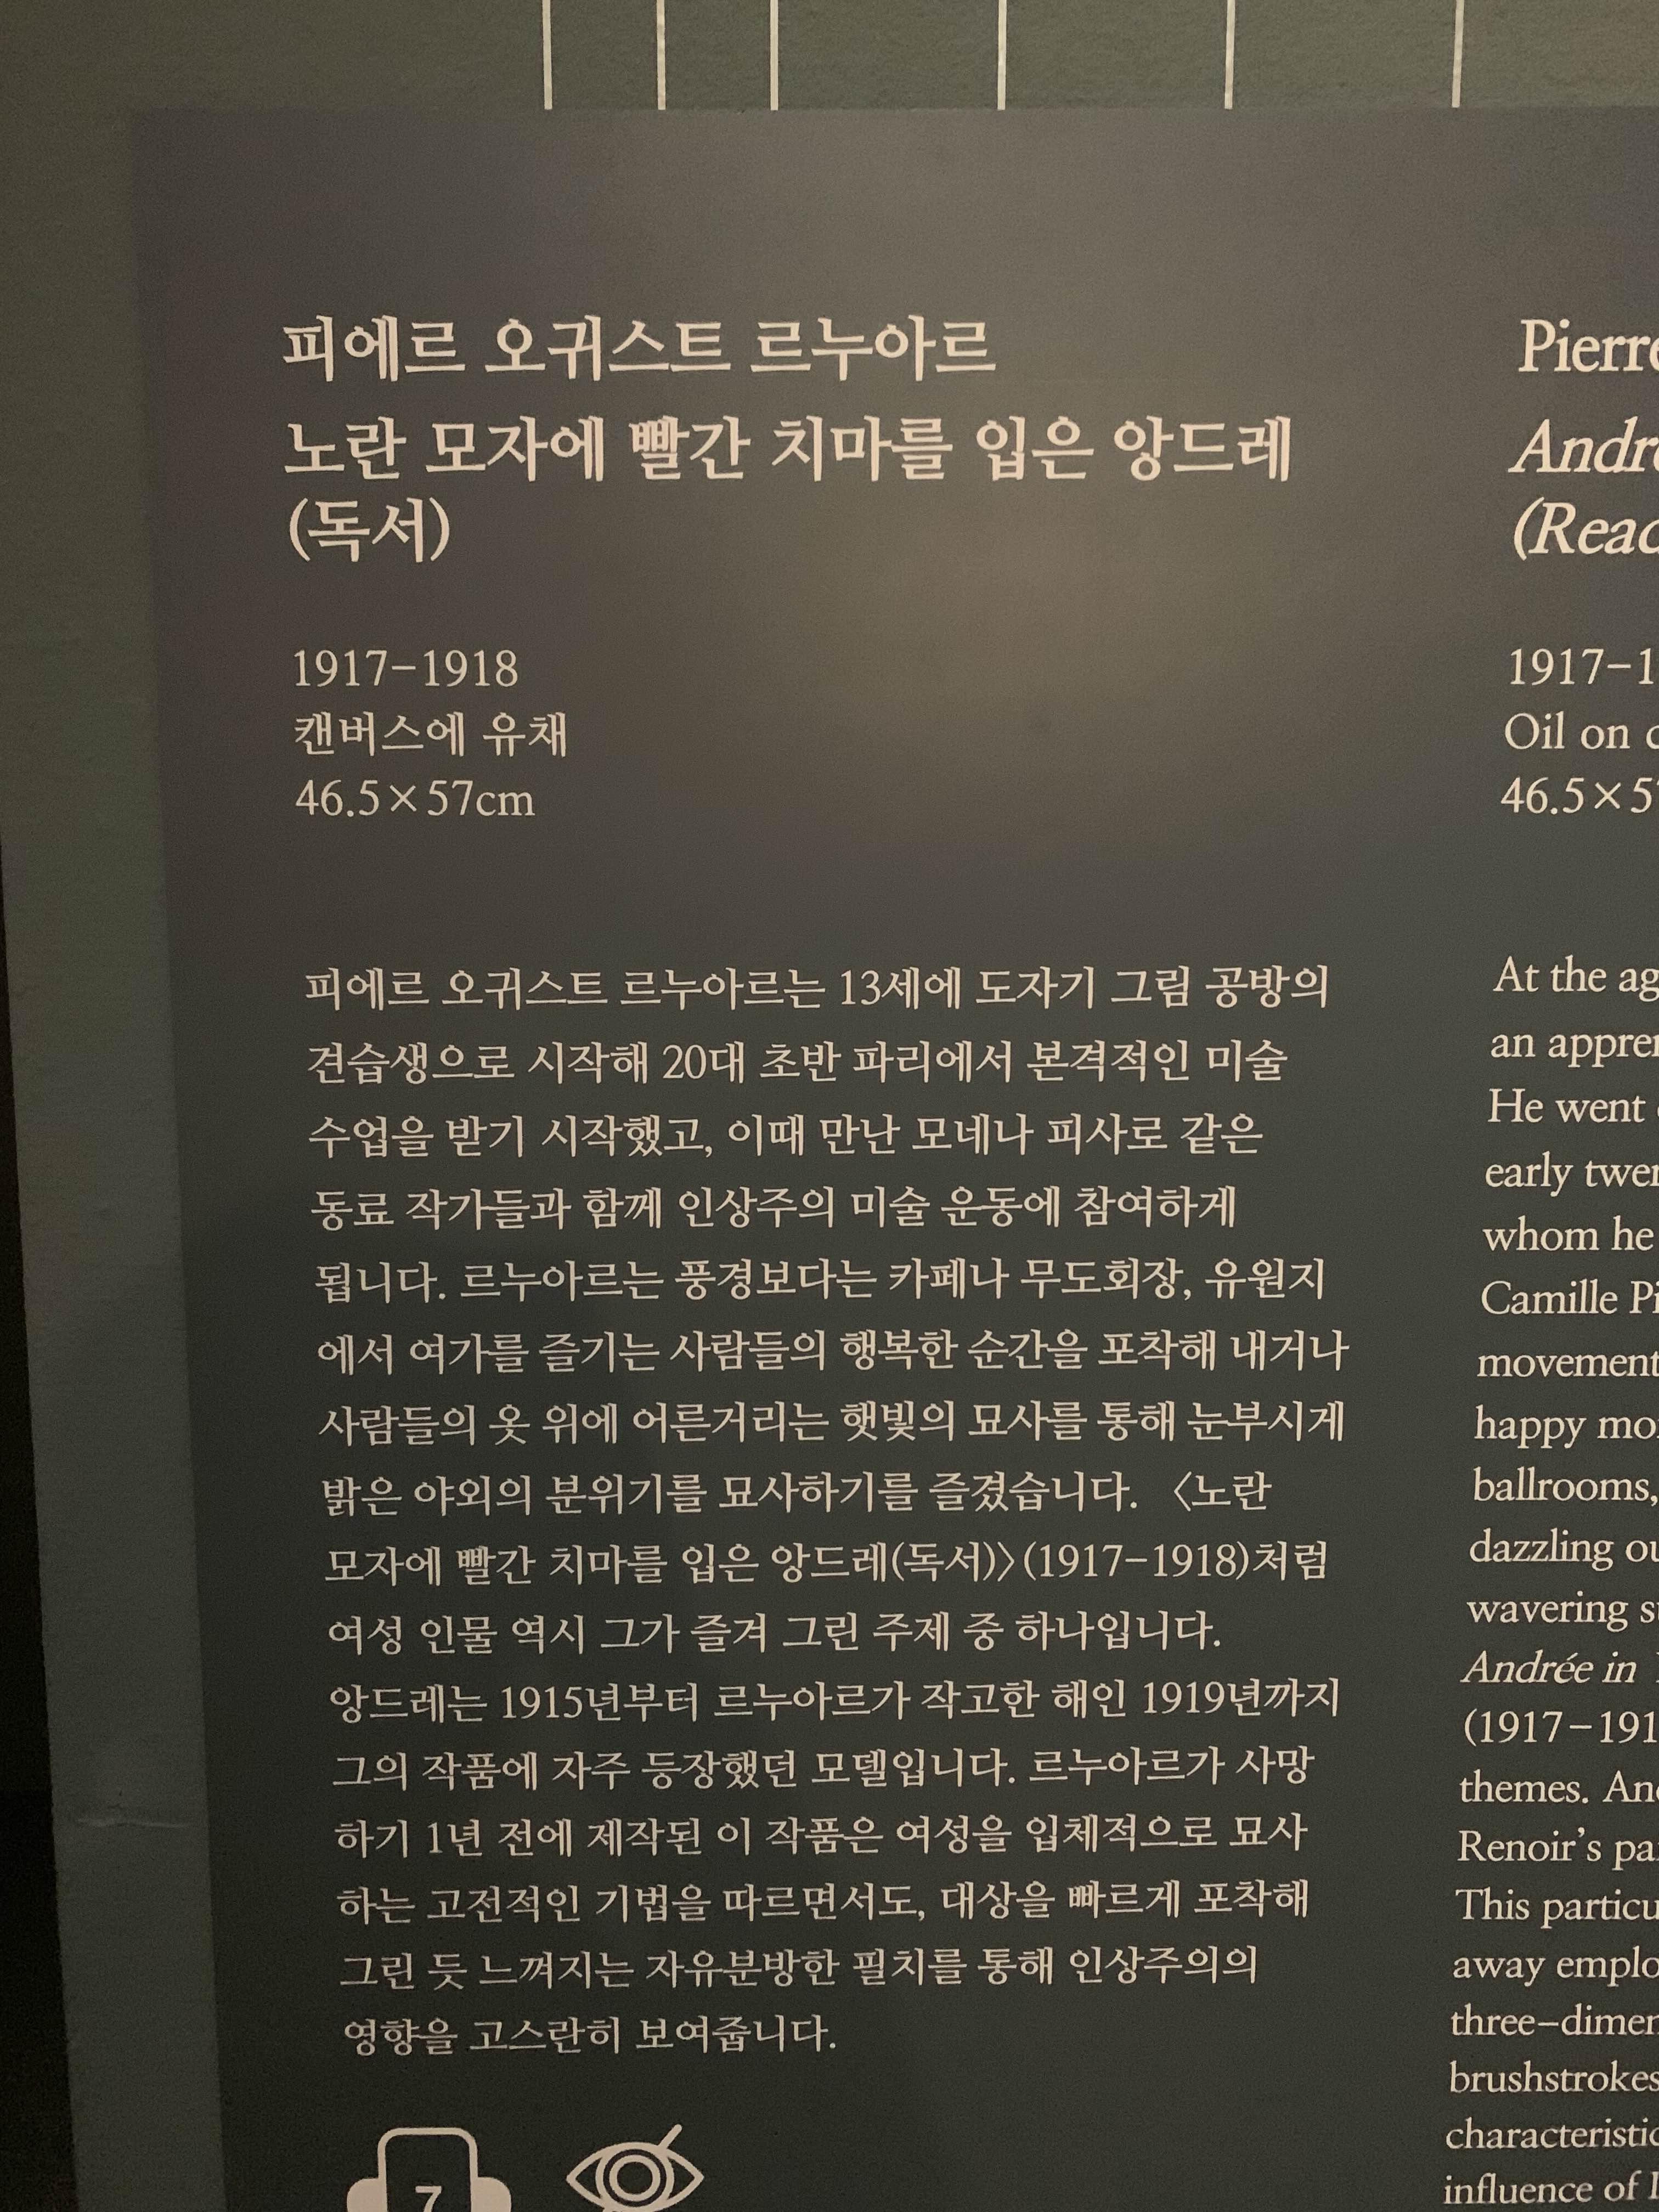 피에르 오귀스트 르누아르
노란 모자에 빨간 치마를 입은 앙드레
(독서)
1917-1918
캔버스에 유채
46.5×57cm
피에르 오귀스트 르누아르는 13세에 도자기 그림 공방의
견습생으로 시작해 20대 초반 파리에서 본격적인 미술
수업을 받기 시작했고, 이때 만난 모네나 피사로 같은
동료 작가들과 함께 인상주의 미술 운동에 참여하게
됩니다. 르누아르는 풍경보다는 카페나 무도회장, 유원지
에서 여가를 즐기는 사람들의 행복한 순간을 포착해 내거나
사람들의 옷 위에 어른거리는 햇빛의 묘사를 통해 눈부시게
밝은 야외의 분위기를 묘사하기를 즐겼습니다. 〈노란
모자에 빨간 치마를 입은 앙드레(독서)〉(1917-1918)처럼
여성 인물 역시 그가 즐겨 그린 주제 중 하나입니다.
앙드레는 1915년부터 르누아르가 작고한 해인 1919년까지
그의 작품에 자주 등장했던 모델입니다. 르누아르가 사망
하기 1년 전에 제작된 이 작품은 여성을 입체적으로 묘사
하는 고전적인 기법을 따르면서도, 대상을 빠르게 포착해
그린 듯 느껴지는 자유분방한 필치를 통해 인상주의의
영향을 고스란히 보여줍니다.
7
Pierre
(
1917-1
Oil on
46.5×5
At the
an
He went
early
whom he
Camille
movement
happy
ballrooms,
dazzling
wavering
Andrée in
(1917-191
themes.
Renoir's
This
away
brushstrokes
influence of